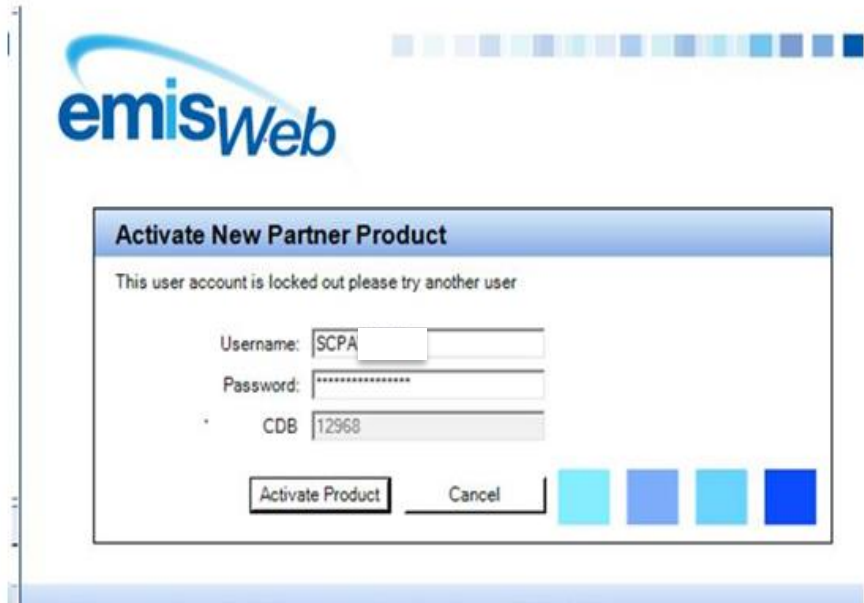 emisWeb
Activate New Partner Product
This user account is locked out please try another user
Username: SCPA
Password: ****************
CDB 12968
Activate Product Cancel